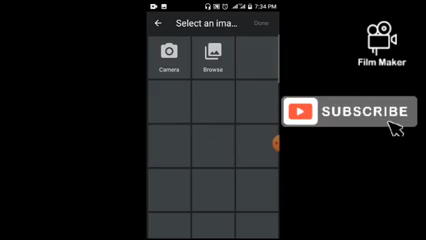 7:34 PM
Select an ima...
Done
Camera
Browse
Film Maker
SUBSCRIBE